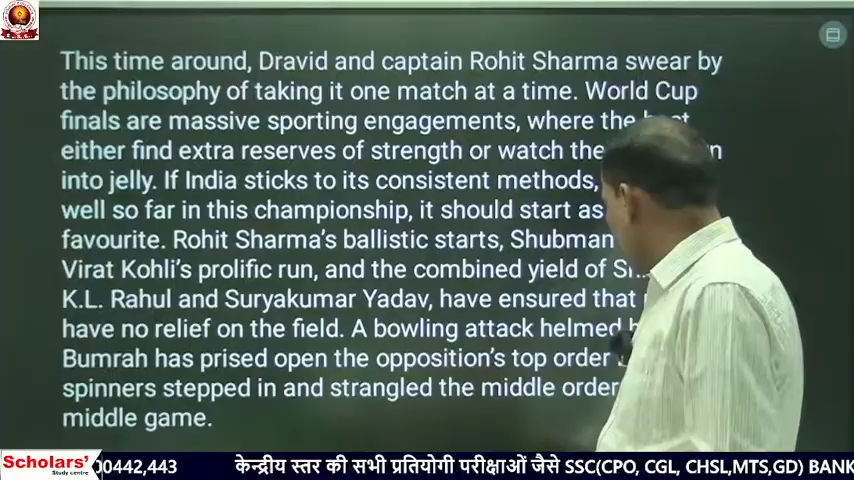 This time around, Dravid and captain Rohit Sharma swear by
the philosophy of taking it one match at a time. World Cup
finals are massive sporting engagements, where the
either find extra reserves of strength or watch
into jelly. If India sticks to its consistent methods,
well so far in this championship, it should start as
favourite. Rohit Sharma's ballistic starts, Shubman
Virat Kohli's prolific run, and the combined yield of
K.L. Rahul and Suryakumar Yadav, have ensured that
have no relief on the field. A bowling attack helmed
Bumrah has prised open the opposition's top order
spinners stepped in and strangled the middle order
middle game.
Scholars'
Study centre
00442,443 केन्द्रीय स्तर की सभी प्रतियोगी परीक्षाओं जैसे SSC(CPO, CGL, CHSL,MTS,GD) BANK